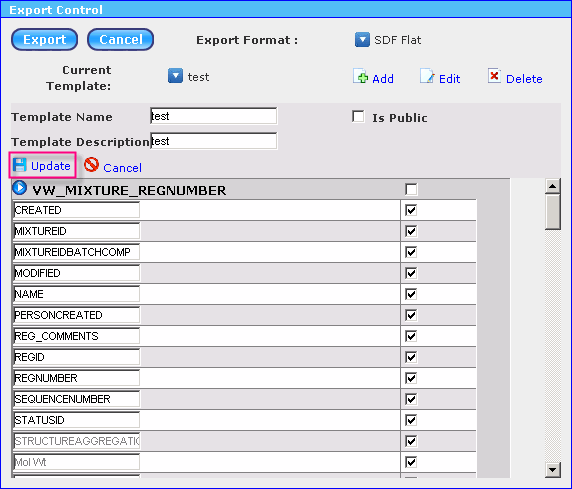 Export Control
Export Cancel Export Format : SDF Flat
Current Template: test Add Edit Delete
Template Name test Is Public
Template Description test
Update Cancel
VW_MIXTURE_REGNUMBER
CREATED
MIXTUREID
MIXTUREIDBATCHCOMP
MODIFIED
NAME
PERSONCREATED
REG_COMMENTS
REGID
REGNUMBER
SEQUENCENUMBER
STATUSID
STRUCTUREAGGREGATIO
Mol Wt